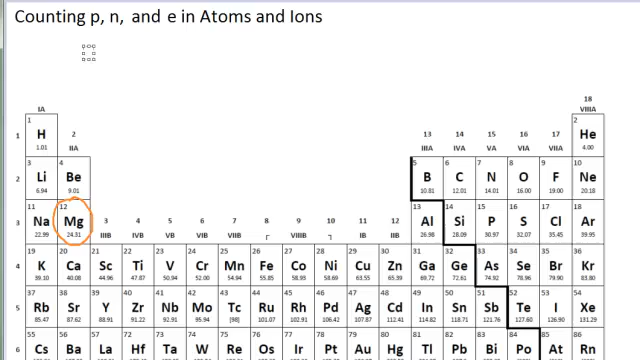 Counting p, n, and e in Atoms and Ions
18
IA VIIIA
1 2
1 H 2 13 14 15 16 17 He
1.01 IIA IIIA IVA VA VIA VIIA 4.00
3 4 5 6 7 8 9 10
2 Li Be B C N O F Ne
6.94 9.01 10.81 12.01 14.01 16.00 19.00 20.18
11 12 13 14 15 16 17 18
3 Na Mg 3 4 5 6 7 8 9 10 11 12 Al Si P S Cl Ar
22.99 24.31 IIIB IVB VB VIB VIIB VIIIB IB IIB 26.98 28.09 30.97 32.07 35.45 39.95
19 20 21 22 23 24 25 26 27 28 29 30 31 32 33 34 35 36
4 K Ca Sc Ti V Cr Mn Fe Co Ni Cu Zn Ga Ge As Se Br Kr
39.10 40.08 44.96 47.87 50.94 52.00 54.94 55.85 58.93 58.69 63.55 65.39 69.72 72.61 74.92 78.96 79.90 83.80
37 38 39 40 41 42 43 44 45 46 47 48 49 50 51 52 53 54
5 Rb Sr Y Zr Nb Mo Tc Ru Rh Pd Ag Cd In Sn Sb Te I Xe
85.47 87.62 88.91 91.22 92.91 95.94 [98] 101.07 102.91 106.42 107.87 112.41 114.82 118.71 121.76 127.60 126.90 131.29
55 56 57 72 73 74 75 76 77 78 79 80 81 82 83 84 85 86
6 Cs Ba La Hf Ta W Re Os Ir Pt Au Hg Tl Pb Bi Po At Rn